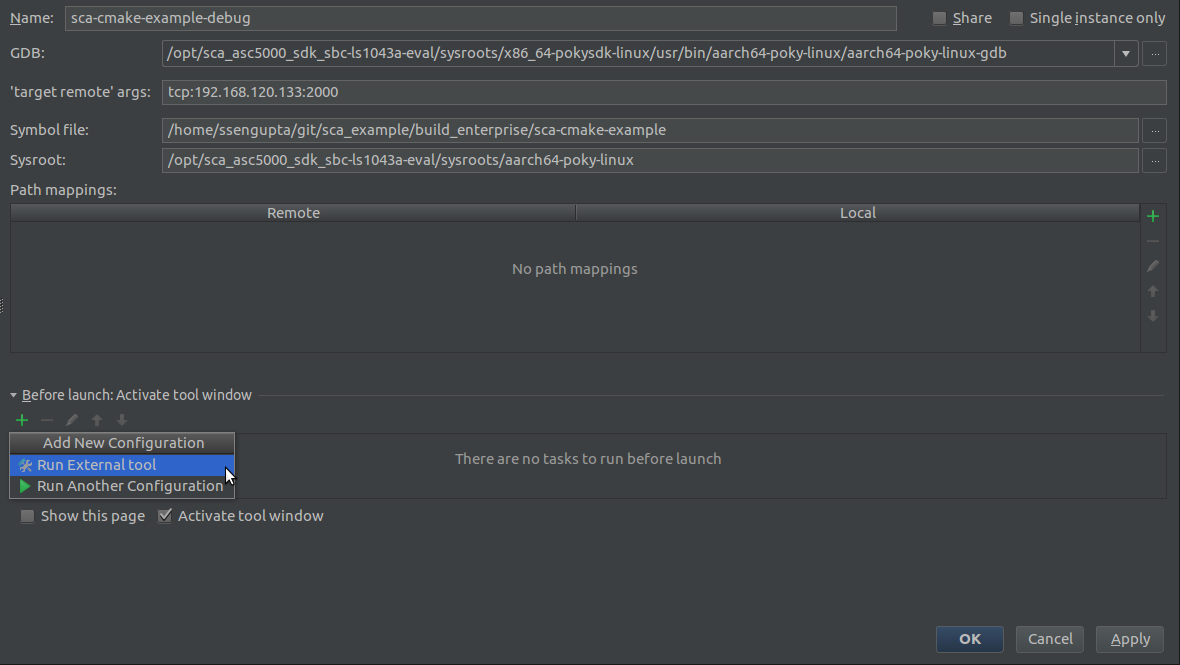 Name: sca-cmake-example-debug Share Single instance only
GDB: /opt/sca_asc5000_sdk_sbc-ls1043a-eval/sysroots/x86_64-pokysdk-linux/usr/bin/aarch64-poky-linux/aarch64-poky-linux-gdb ...
'target remote' args: tcp:192.168.120.133:2000
Symbol file: /home/ssengupta/git/sca_example/build_enterprise/sca-cmake-example ...
Sysroot: /opt/sca_asc5000_sdk_sbc-ls1043a-eval/sysroots/aarch64-poky-linux ...
Path mappings:
Remote Local
No path mappings
Before launch: Activate tool window
Add New Configuration
Run External tool
There are no tasks to run before launch
Run Another Configuration
Show this page Activate tool window
OK Cancel Apply